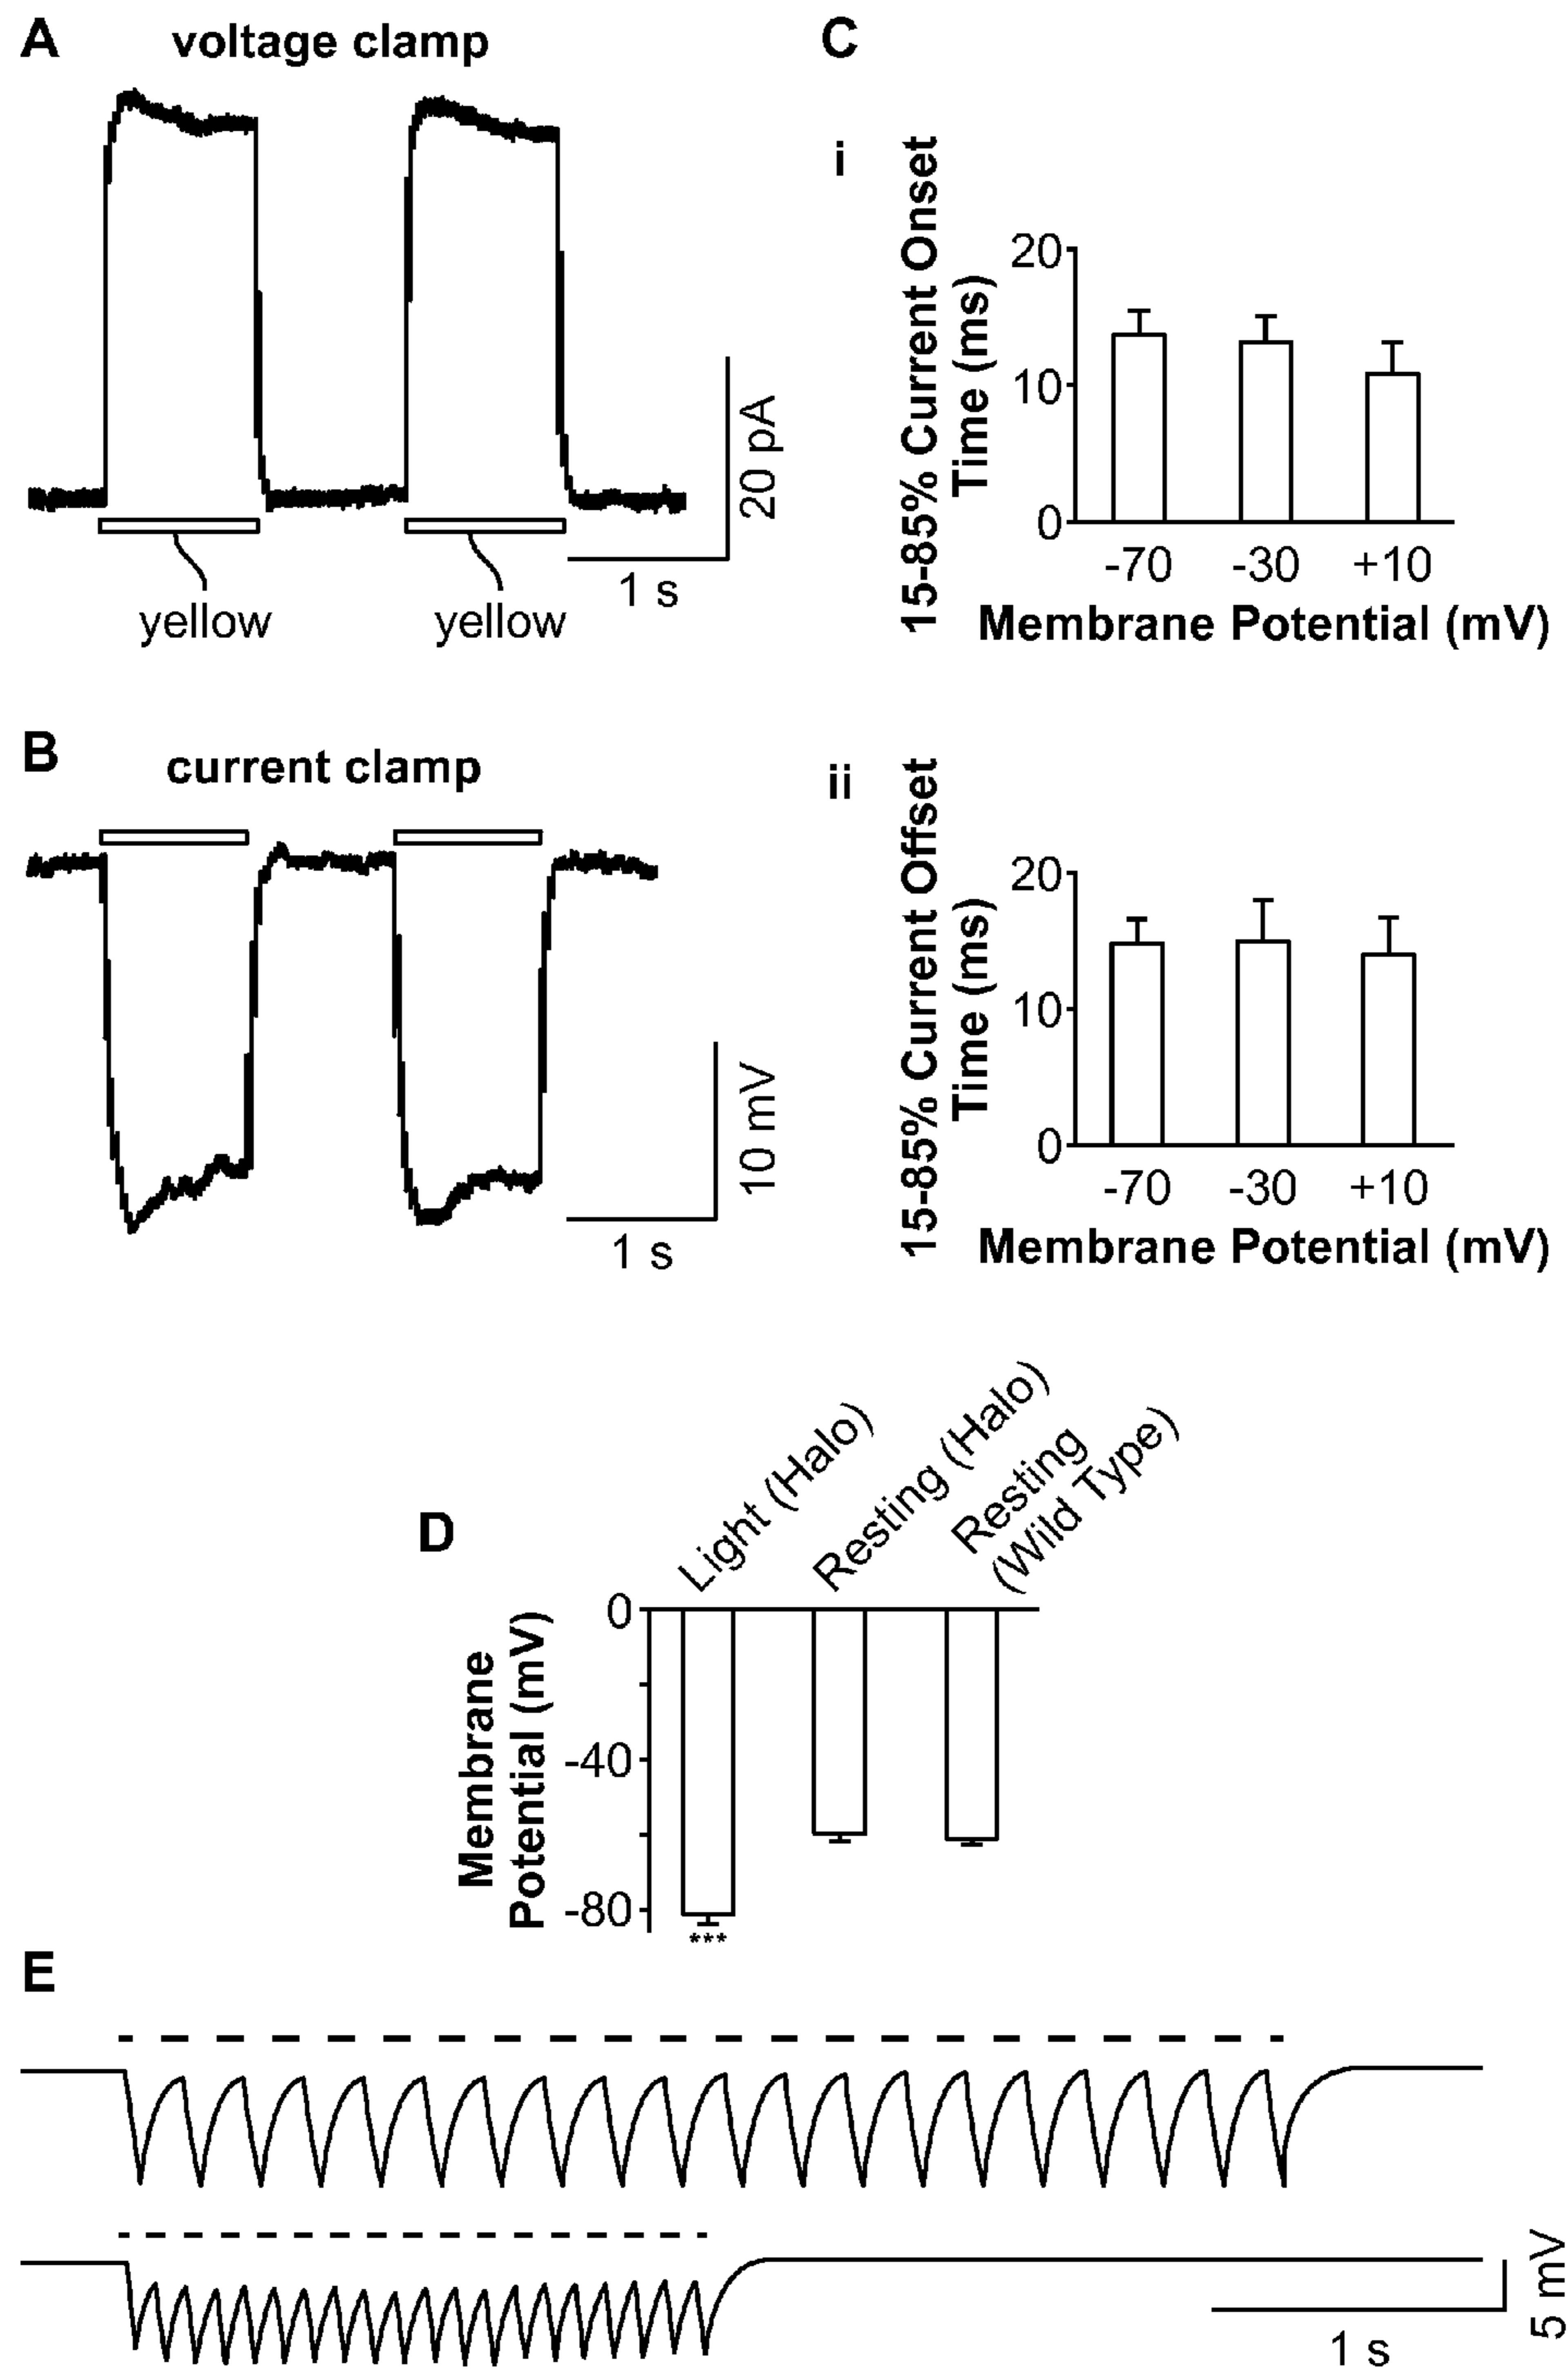 A
voltage clamp
20 pA
1 s
yellow
yellow
B
current clamp
10 mV
1 s
C
i
15-85% Current Onset
Time (ms)
20
10
0
-70
-30
+10
Membrane Potential (mV)
ii
15-85% Current Offset
Time (ms)
20
10
0
-70
-30
+10
Membrane Potential (mV)
D
Light (Halo)
Resting (Halo)
Resting
(Wild Type)
Membrane
Potential (mV)
0
-40
-80
***
E
5 mV
1 s